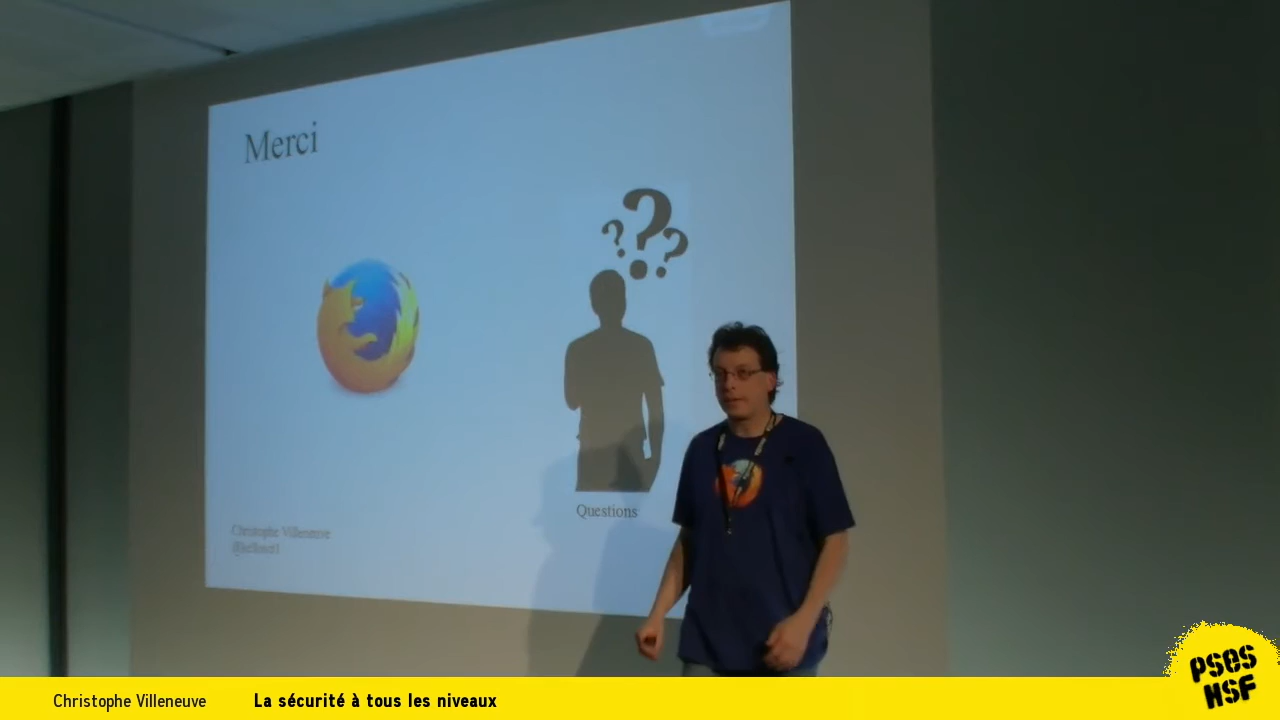 Merci
???
Questions
Christophe Villeneuve
Christophe Villeneuve
La sécurité à tous les niveaux
PSES
HSF